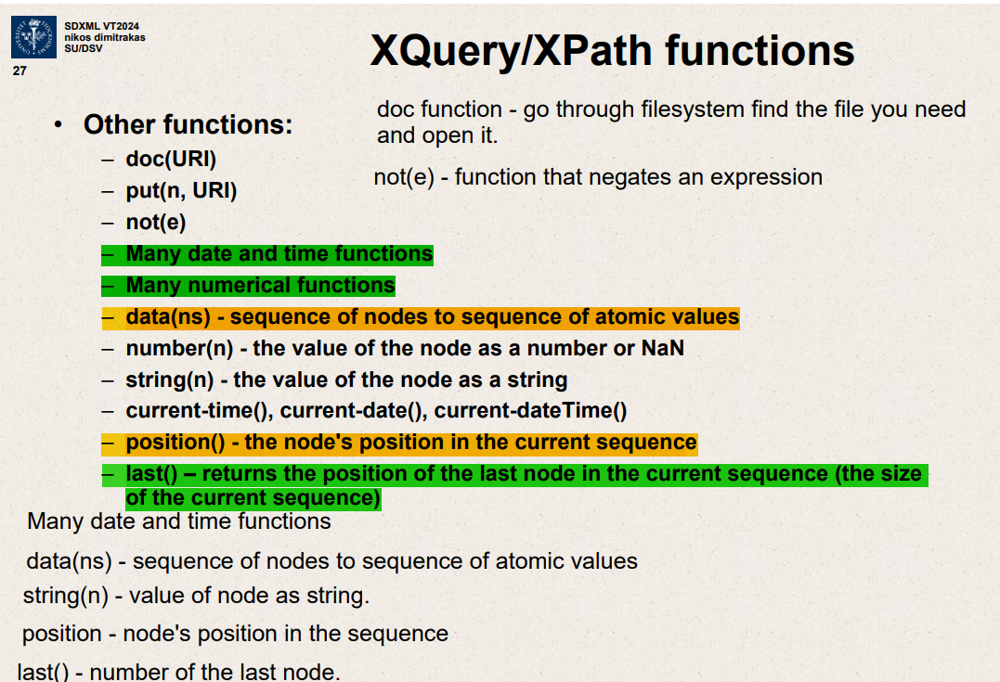 SDXML VT2024
nikos dimitrakas
SU/DSV
27
XQuery/XPath functions
doc function - go through filesystem find the file you need
and open it.
not(e) - function that negates an expression
• Other functions:
– doc(URI)
– put(n, URI)
– not(e)
– Many date and time functions
– Many numerical functions
– data(ns) - sequence of nodes to sequence of atomic values
– number(n) - the value of the node as a number or NaN
– string(n) - the value of the node as a string
– current-time(), current-date(), current-dateTime()
– position() - the node's position in the current sequence
– last() – returns the position of the last node in the current sequence (the size
of the current sequence)
Many date and time functions
data(ns) - sequence of nodes to sequence of atomic values
string(n) - value of node as string.
position - node's position in the sequence
last() - number of the last node.